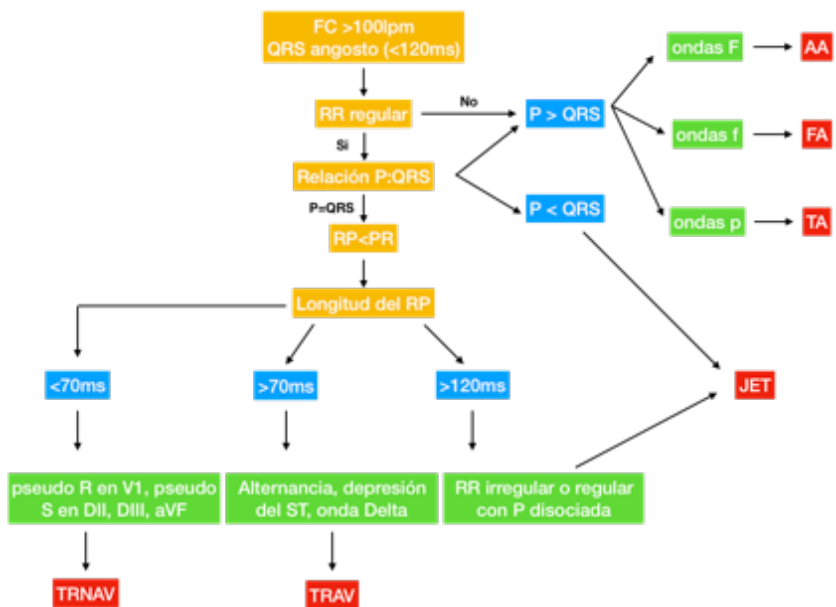 FC >100lpm
QRS angosto (<120ms)
RR regular
No
P > QRS
ondas F
AA
ondas f
FA
ondas p
TA
Si
Relación P:QRS
P < QRS
P=QRS
RP<PR
Longitud del RP
<70ms
>70ms
>120ms
JET
pseudo R en V1, pseudo
S en DII, DIII, aVF
Alternancia, depresión
del ST, onda Delta
RR irregular o regular
con P disociada
TRNAV
TRAV